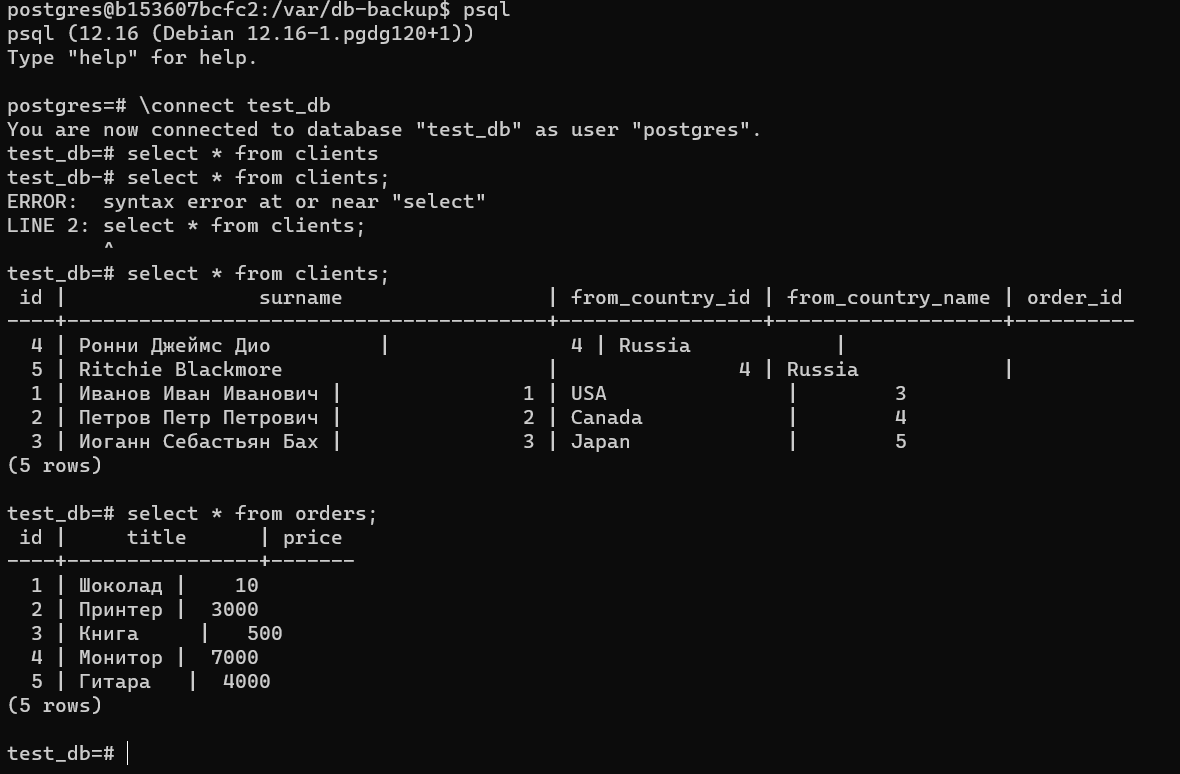 postgres@b153607bcfc2:/var/db-backup$ psql
psql (12.16 (Debian 12.16-1.pgdg120+1))
Type "help" for help.
postgres=# \connect test_db
You are now connected to database "test_db" as user "postgres".
test_db=# select * from clients
test_db-# select * from clients;
ERROR:  syntax error at or near "select"
LINE 2: select * from clients;
        ^
test_db=# select * from clients;
 id |                surname                 | from_country_id | from_country_name | order_id
----+----------------------------------------+-----------------+-------------------+----------
  4 | Ронни Джеймс Дио         |               4 | Russia            |
  5 | Ritchie Blackmore                      |               4 | Russia            |
  1 | Иванов Иван Иванович |               1 | USA               |        3
  2 | Петров Петр Петрович |               2 | Canada            |        4
  3 | Иоганн Себастьян Бах |               3 | Japan             |        5
(5 rows)
test_db=# select * from orders;
 id |     title      | price
----+----------------+-------
  1 | Шоколад |    10
  2 | Принтер |  3000
  3 | Книга     |   500
  4 | Монитор |  7000
  5 | Гитара   |  4000
(5 rows)
test_db=#